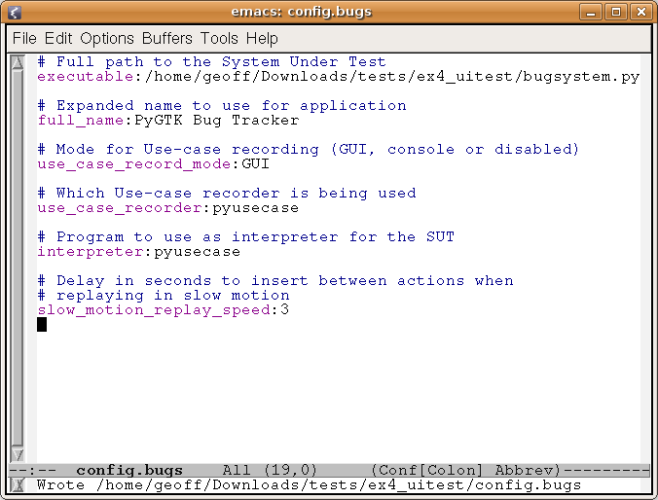 emacs: config.bugs
File Edit Options Buffers Tools Help
# Full path to the System Under Test
executable:/home/geoff/Downloads/tests/ex4_uitest/bugsystem.py
# Expanded name to use for application
full_name:PyGTK Bug Tracker
# Mode for Use-case recording (GUI, console or disabled)
use_case_record_mode:GUI
# Which Use-case recorder is being used
use_case_recorder:pyusecase
# Program to use as interpreter for the SUT
interpreter:pyusecase
# Delay in seconds to insert between actions when
# replaying in slow motion
slow_motion_replay_speed:3
--:-- config.bugs All (19,0) (Conf[Colon] Abbrev)---------
Wrote /home/geoff/Downloads/tests/ex4_uitest/config.bugs